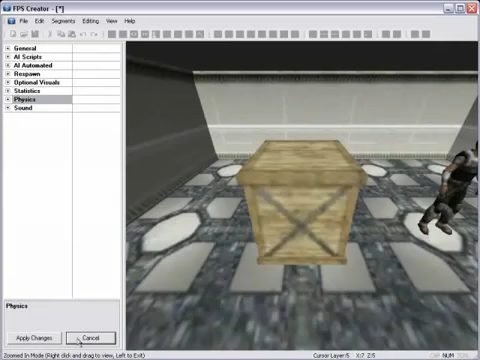 FPS Creator - [*]
File Edit Segments Editing View Help
General
AI Scripts
AI Automated
Respawn
Optional Visuals
Statistics
Physics
Sound
Physics
Apply Changes Cancel
Zoomed In Mode (Right click and drag to view, Left to Exit) Cursor Layer/5 X:7 Z:5 CAP NUM